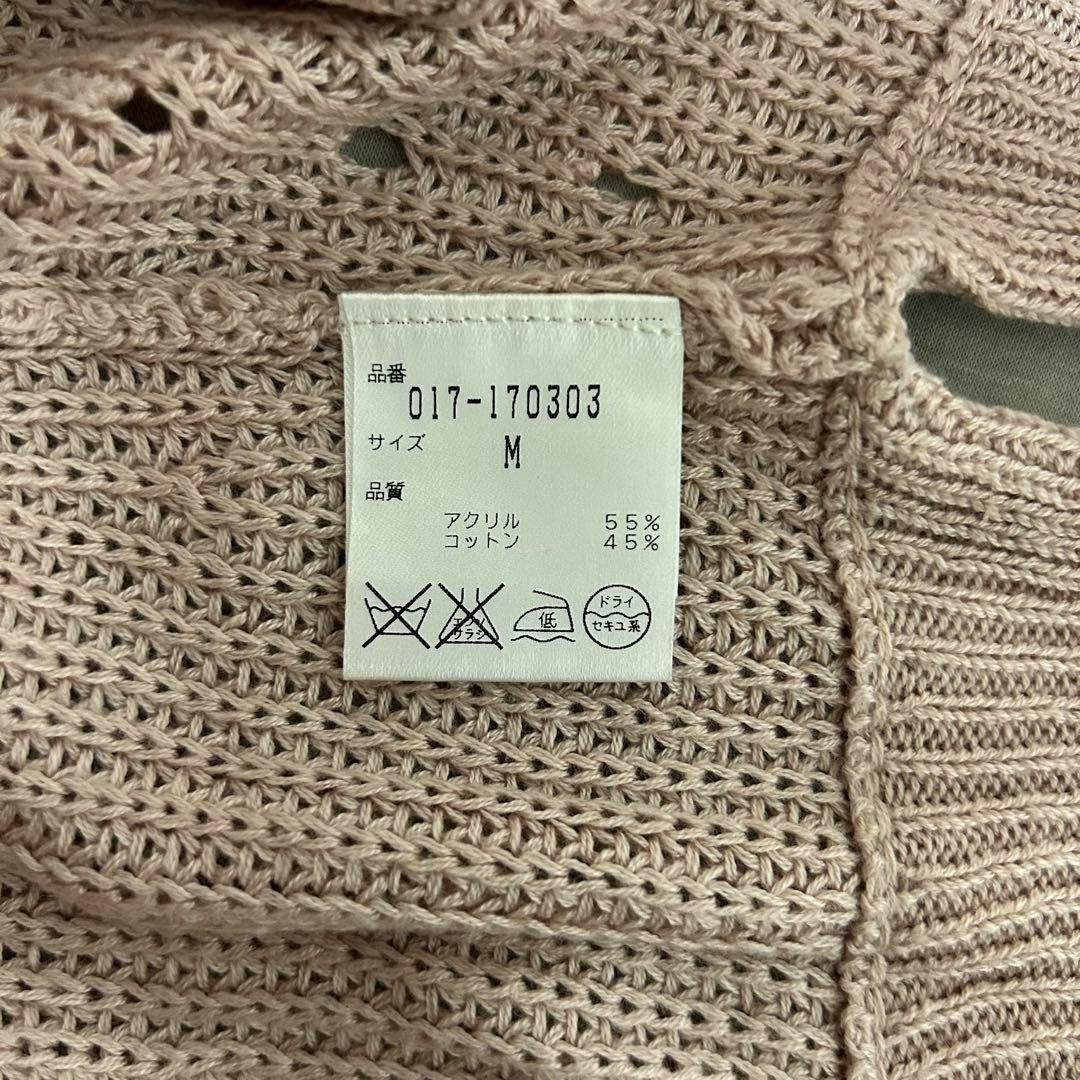 品番
017-170303
サイズ
M
品質
アクリル 55%
コットン 45%
エンソ
サラシ
低
ドライ
セキユ系